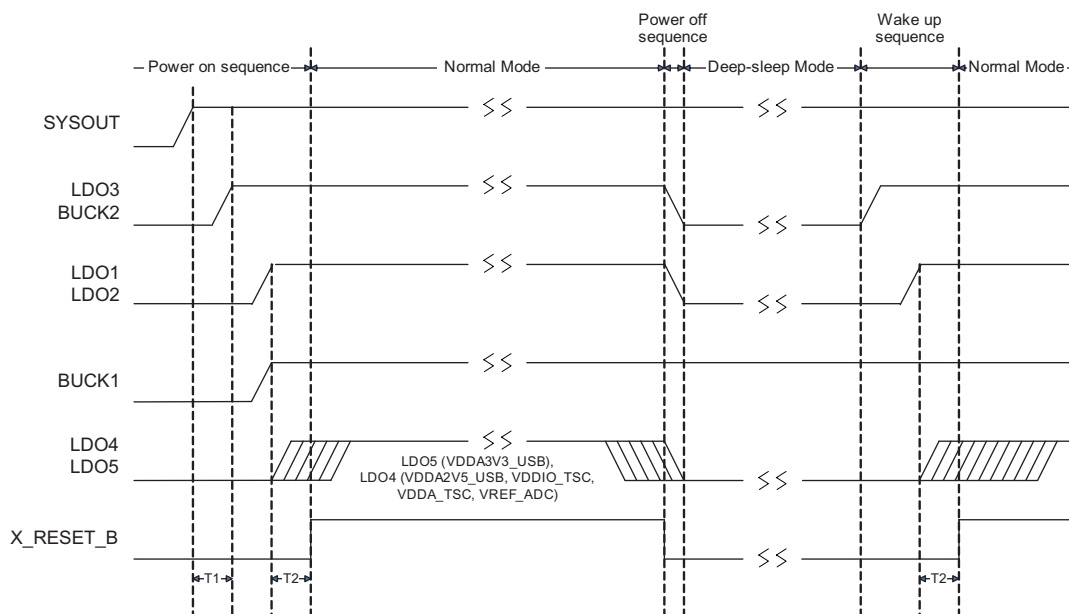 Power off
sequence
Wake up
sequence
Power on sequence
Normal Mode
Deep-sleep Mode
Normal Mode
SYSOUT
LDO3
BUCK2
LDO1
LDO2
BUCK1
LDO4
LDO5
LDO5 (VDDA3V3_USB),
LDO4 (VDDA2V5_USB, VDDIO_TSC,
VDDA_TSC, VREF_ADC)
X_RESET_B
T1
T2
T2